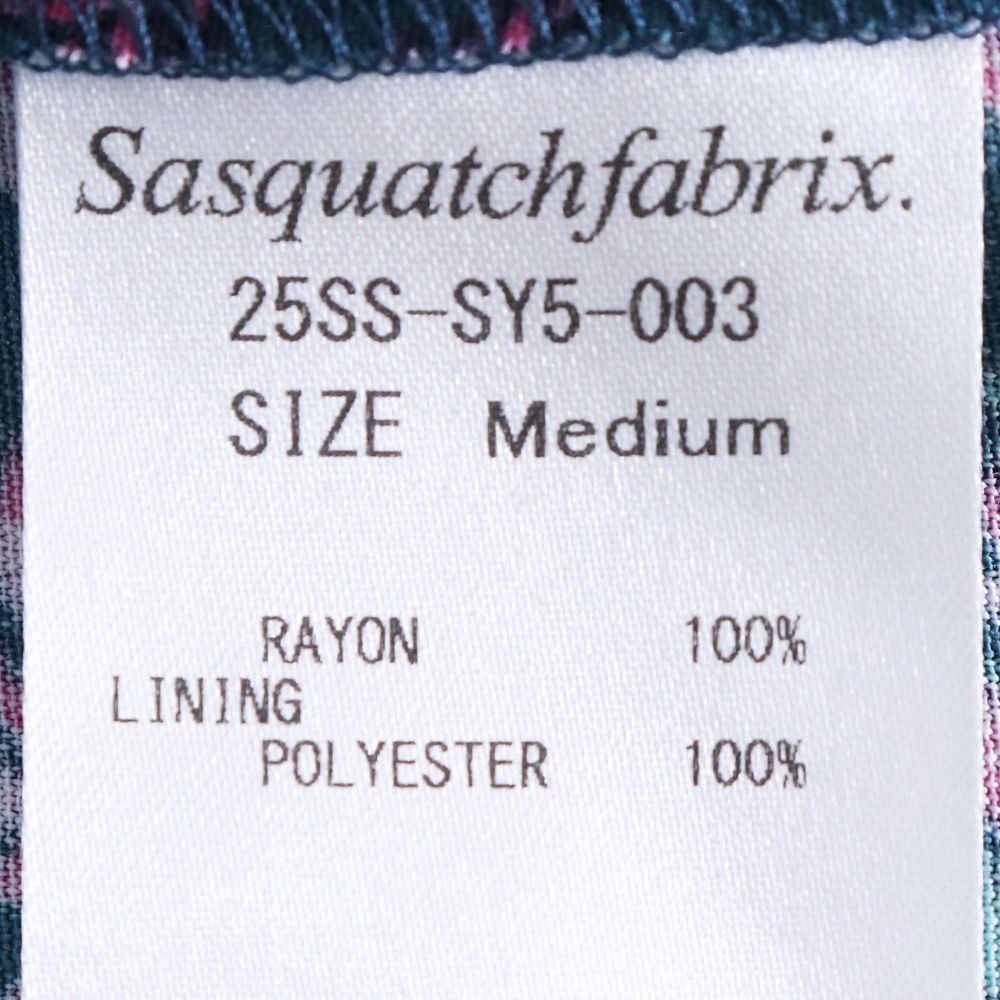 Sasquatchfabrix.
25SS-SY5-003
SIZE Medium
RAYON 100%
LINING
POLYESTER 100%